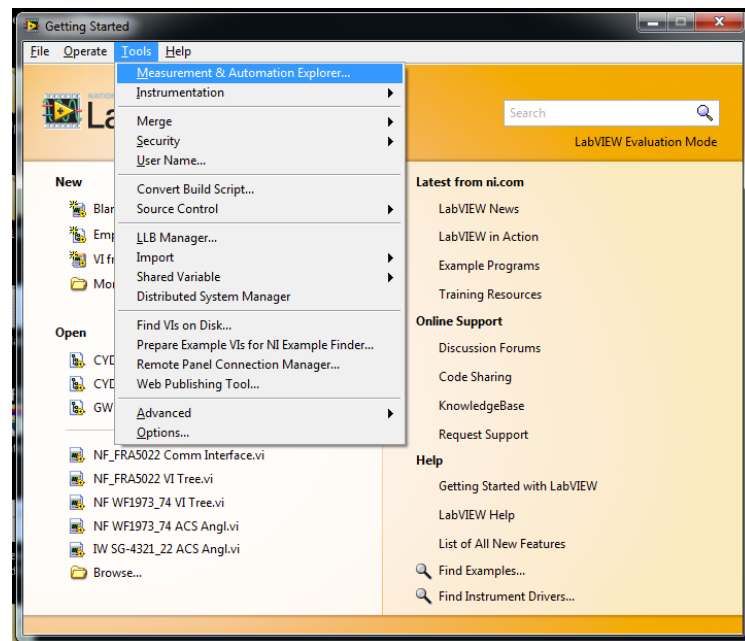 Getting Started
File Operate Tools Help
Measurement & Automation Explorer...
Instrumentation
Merge
Security
User Name...
Convert Build Script...
Source Control
LLB Manager...
Import
Shared Variable
Distributed System Manager
Find VIs on Disk...
Prepare Example VIs for NI Example Finder...
Remote Panel Connection Manager...
Web Publishing Tool...
Advanced
Options...
Search
LabVIEW Evaluation Mode
New
Open
NF_FRA5022 Comm Interface.vi
NF_FRA5022 VI Tree.vi
NF WF1973_74 VI Tree.vi
NF WF1973_74 ACS Angl.vi
IW SG-4321_22 ACS Angl.vi
Browse...
Latest from ni.com
LabVIEW News
LabVIEW in Action
Example Programs
Training Resources
Online Support
Discussion Forums
Code Sharing
KnowledgeBase
Request Support
Help
Getting Started with LabVIEW
LabVIEW Help
List of All New Features
Find Examples...
Find Instrument Drivers...